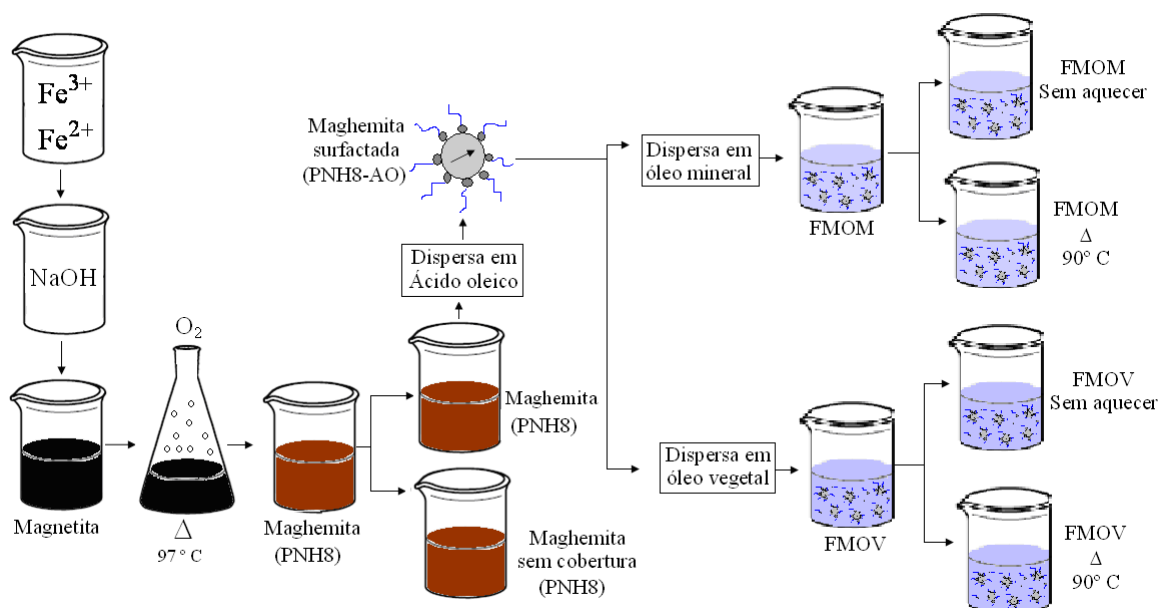 Fe3+
Fe2+
NaOH
Magnetita
O2
Δ
97 ° C
Maghemita
(PNH8)
Maghemita
surfactada
(PNH8-AO)
Dispersa em
Ácido oleico
Maghemita
(PNH8)
Maghemita
sem cobertura
(PNH8)
Dispersa em
óleo mineral
FMOM
FMOM
Sem aquecer
FMOM
Δ
90° C
Dispersa em
óleo vegetal
FMOV
FMOV
Sem aquecer
FMOV
Δ
90° C